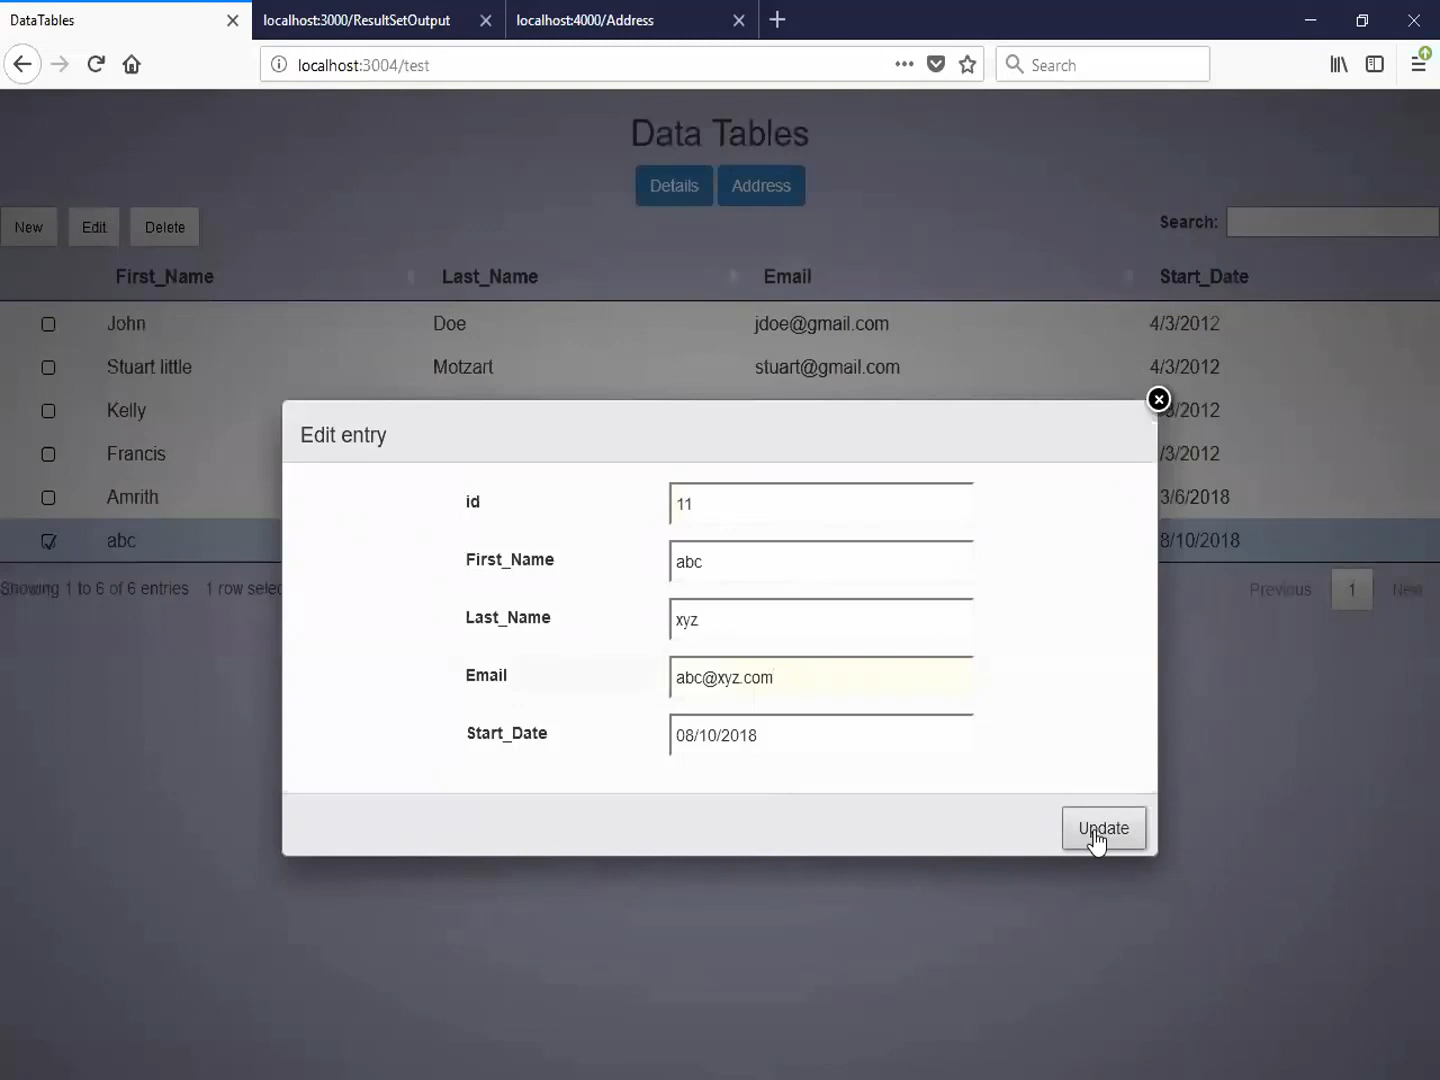 DataTables
localhost:3000/ResultSetOutput
localhost:4000/Address
localhost:3004/test
Search
Data Tables
Details Address
New Edit Delete
Search:
First_Name Last_Name Email Start_Date
John Doe jdoe@gmail.com 4/3/2012
Stuart little Motzart stuart@gmail.com 4/3/2012
Kelly /3/2012
Francis /3/2012
Amrith 3/6/2018
abc 8/10/2018
Showing 1 to 6 of 6 entries 1 row selec
Previous 1
Edit entry
id 11
First_Name abc
Last_Name xyz
Email abc@xyz.com
Start_Date 08/10/2018
Update